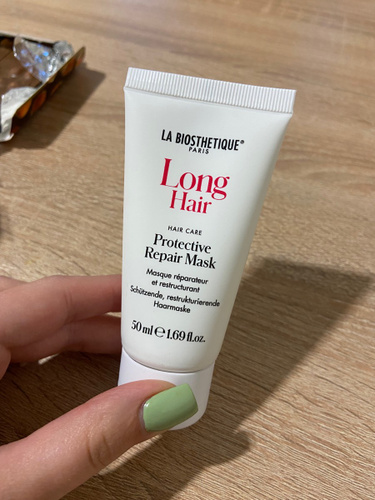 LA BIOSTHETIQUE®
PARIS
Long
Hair
HAIR CARE
Protective
Repair Mask
Masque réparateur
et restructurant
Schützende, restrukturierende
Haarmaske
50 ml ℮ 1.69 fl.oz.